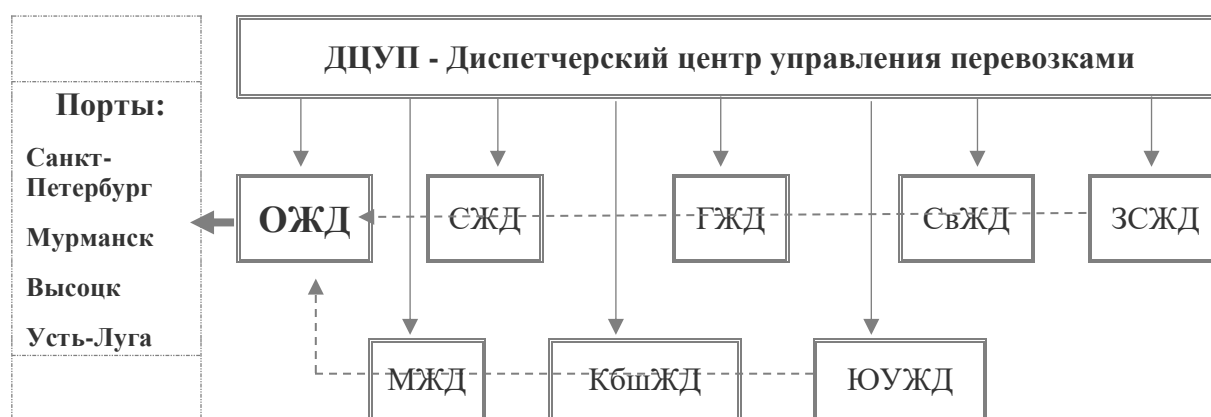 ДЦУП - Диспетчерский центр управления перевозками
Порты:
Санкт-
Петербург
Мурманск
Высоцк
Усть-Луга
ОЖД
СЖД
ГЖД
СвЖД
ЗСЖД
МЖД
КбшЖД
ЮУЖД